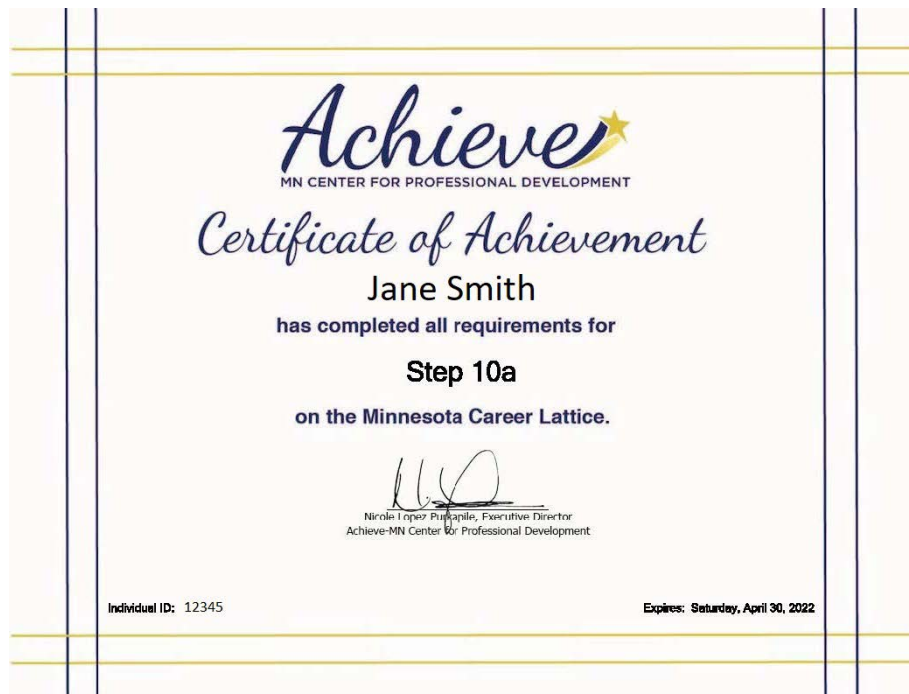 Achieve
MN CENTER FOR PROFESSIONAL DEVELOPMENT
Certificate of Achievement
Jane Smith
has completed all requirements for
Step 10a
on the Minnesota Career Lattice.
Nicole Lopez Purkapile, Executive Director
Achieve-MN Center for Professional Development
Individual ID: 12345
Expires: Saturday, April 30, 2022